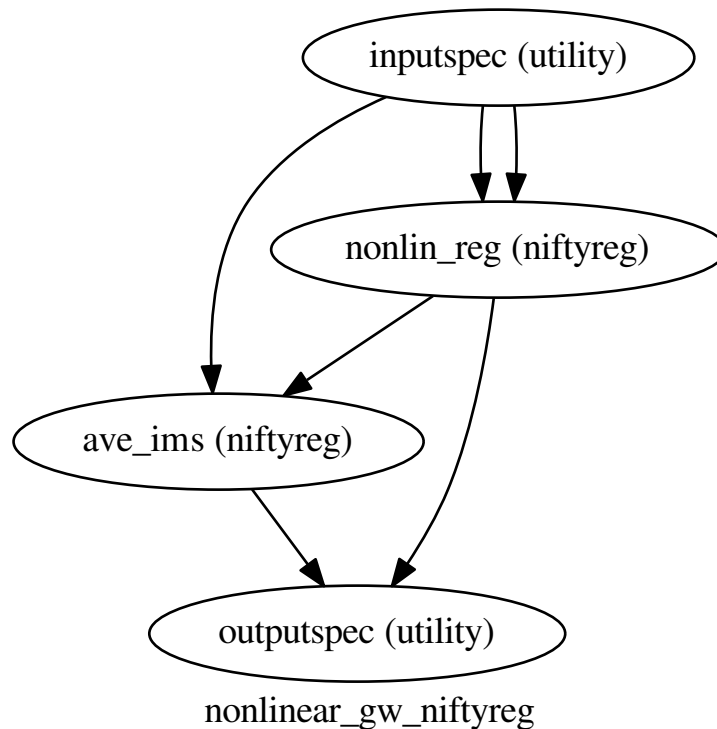 inputspec (utility)
nonlin_reg (niftyreg)
ave_ims (niftyreg)
outputspec (utility)
nonlinear_gw_niftyreg